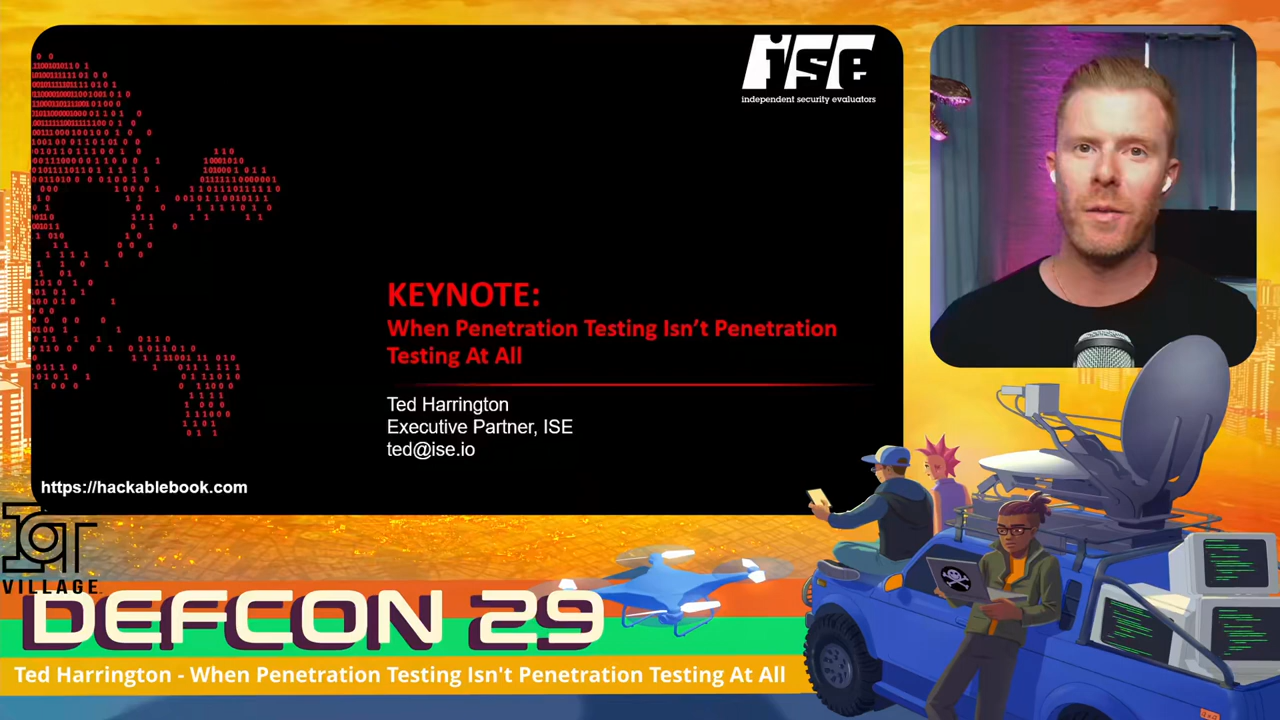 ise
independent security evaluators
KEYNOTE:
When Penetration Testing Isn’t Penetration
Testing At All
Ted Harrington
Executive Partner, ISE
ted@ise.io
https://hackablebook.com
IOT
VILLAGE
DEFCON 29
Ted Harrington - When Penetration Testing Isn't Penetration Testing At All